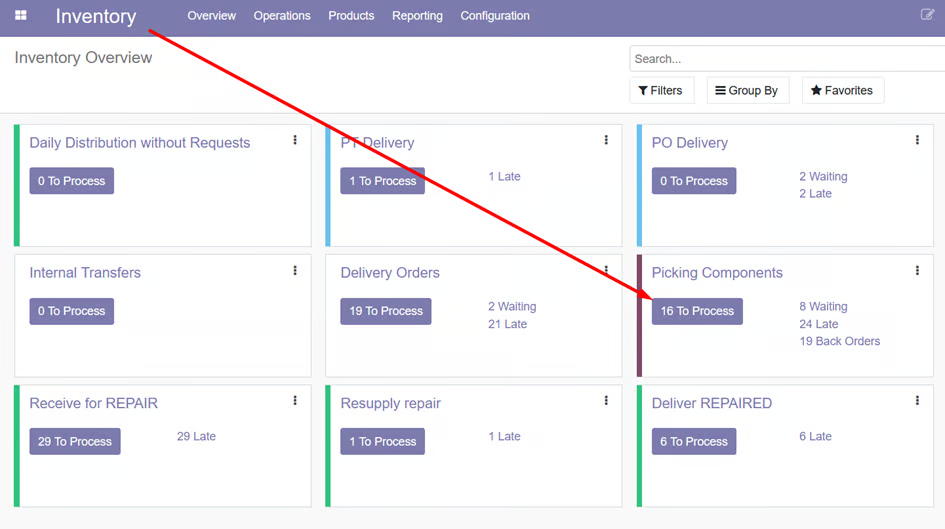 Inventory Overview Operations Products Reporting Configuration
Inventory Overview
Search...
Filters Group By Favorites
Daily Distribution without Requests
0 To Process
PT Delivery
1 To Process 1 Late
PO Delivery
0 To Process 2 Waiting
2 Late
Internal Transfers
0 To Process
Delivery Orders
19 To Process 2 Waiting
21 Late
Picking Components
16 To Process 8 Waiting
24 Late
19 Back Orders
Receive for REPAIR
29 To Process 29 Late
Resupply repair
1 To Process 1 Late
Deliver REPAIRED
6 To Process 6 Late